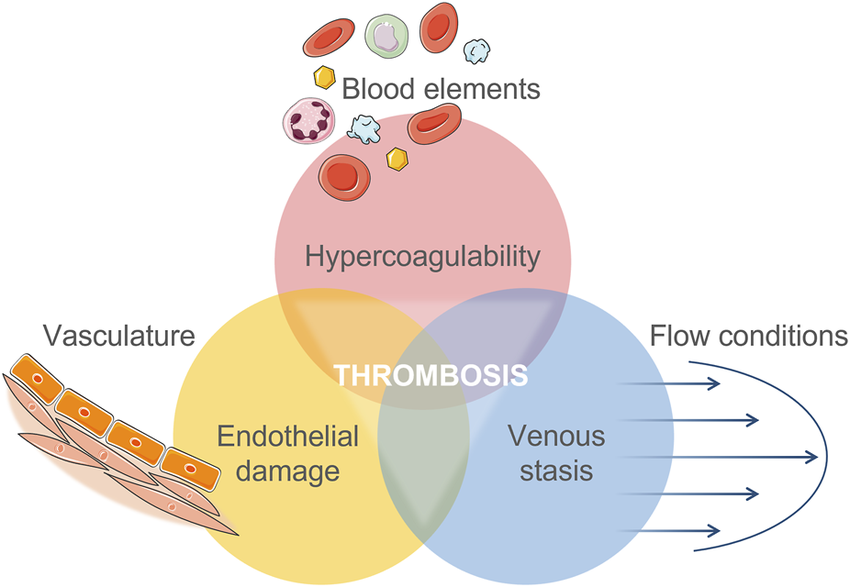 Blood elements
Hypercoagulability
Vasculature
Flow conditions
THROMBOSIS
Endothelial
damage
Venous
stasis